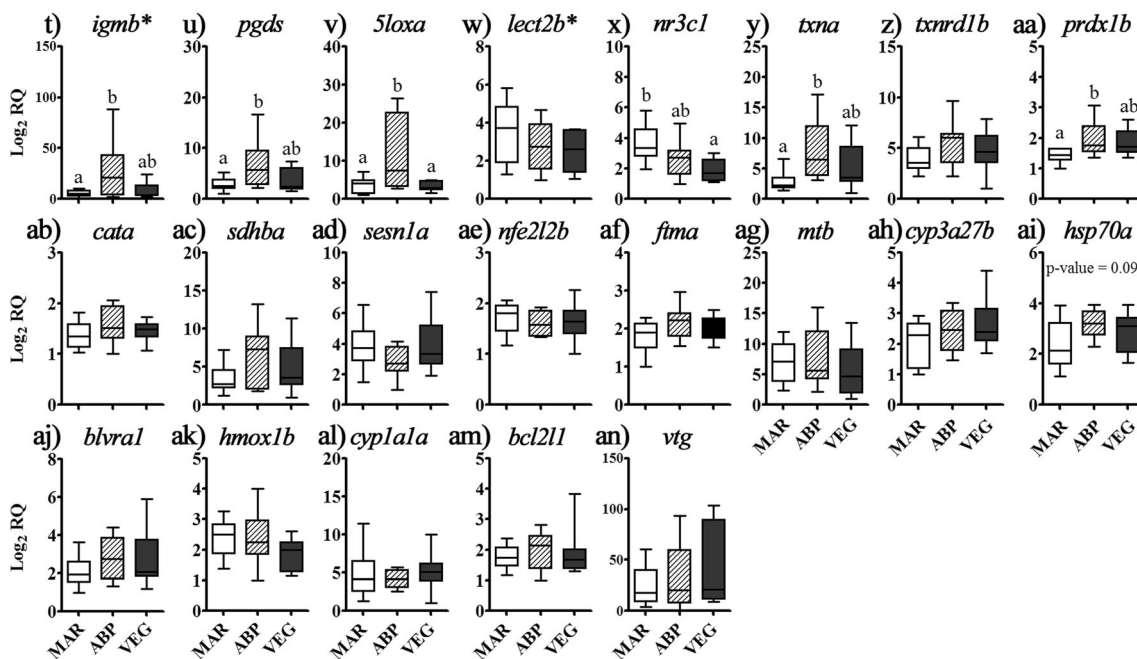 t) igmb* u) pgds v) 5loxa w) lect2b* x) nr3c1 y) txna z) txnrd1b aa) prdx1b
Log2 RQ
150 100 50 25 0
20 15 10 5 0
40 30 20 10 0
8 6 4 2 0
10 8 6 4 2 0
25 20 15 10 5 0
15 10 5 0
5 4 3 2 1 0
a b ab
a b ab
a b a
b ab a
a b ab
a b ab
ab) cata ac) sdhba ad) sesn1a ae) nfe2l2b af) ftma ag) mtb ah) cyp3a27b ai) hsp70a
Log2 RQ
3 2 1 0
20 15 10 5 0
8 6 4 2 0
3 2 1 0
4 3 2 1 0
25 20 15 10 5 0
5 4 3 2 1 0
6 4 2 0
p-value = 0.09
MAR ABP VEG
MAR ABP VEG
MAR ABP VEG
aj) blvra1 ak) hmox1b al) cyp1a1a am) bcl2l1 an) vtg
Log2 RQ
8 6 4 2 0
5 4 3 2 1 0
20 15 10 5 0
5 4 3 2 1 0
150 100 50 0
MAR ABP VEG
MAR ABP VEG
MAR ABP VEG
MAR ABP VEG
MAR ABP VEG